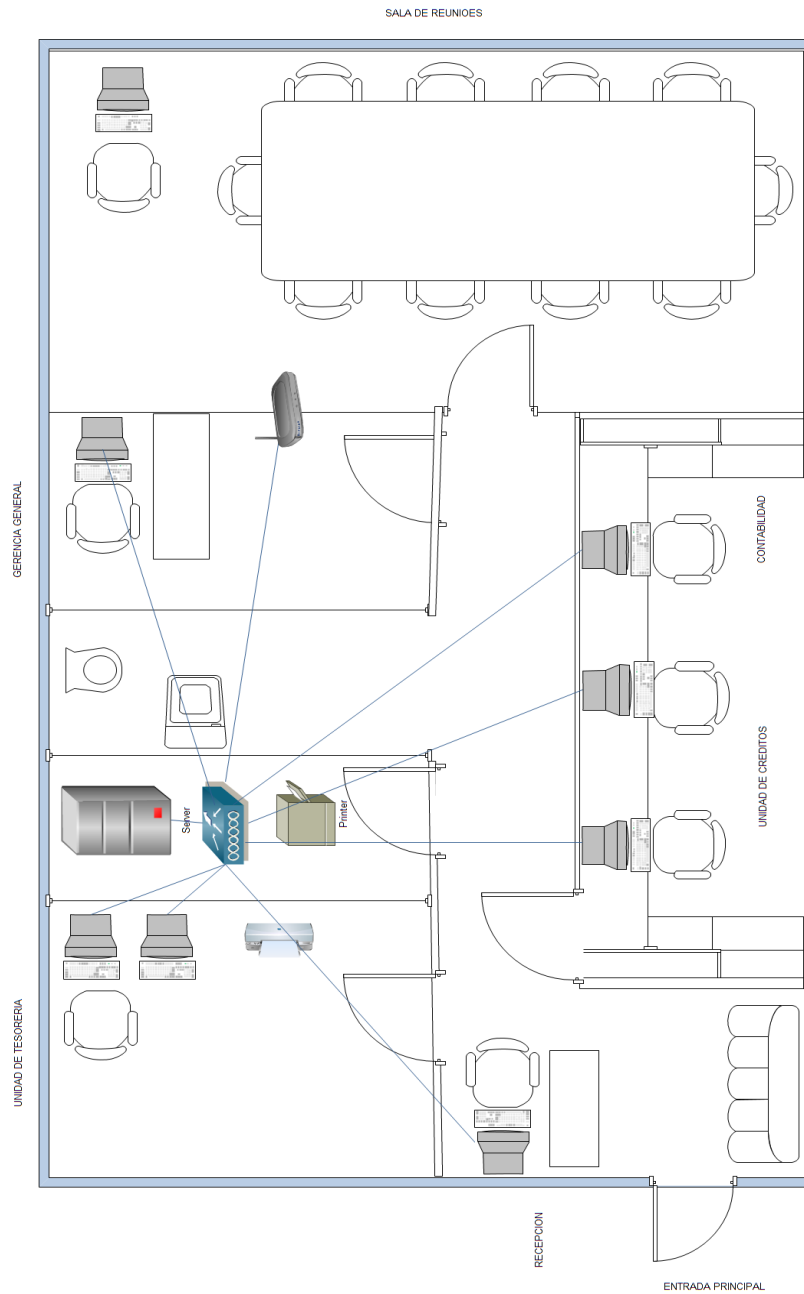 SALA DE REUNIOES
GERENCIA GENERAL
CONTABILIDAD
UNIDAD DE CREDITOS
Server
Printer
UNIDAD DE TESORERIA
RECEPCION
ENTRADA PRINCIPAL